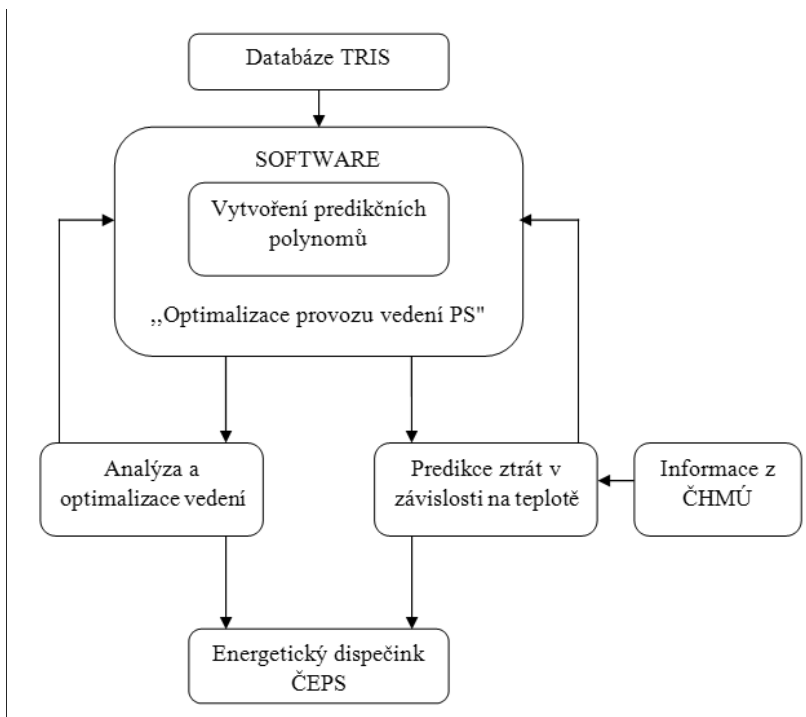 Databáze TRIS
SOFTWARE
Vytvoření predikčních
polynomů
,,Optimalizace provozu vedení PS"
Analýza a
optimalizace vedení
Predikce ztrát v
závislosti na teplotě
Informace z
ČHMÚ
Energetický dispečink
ČEPS